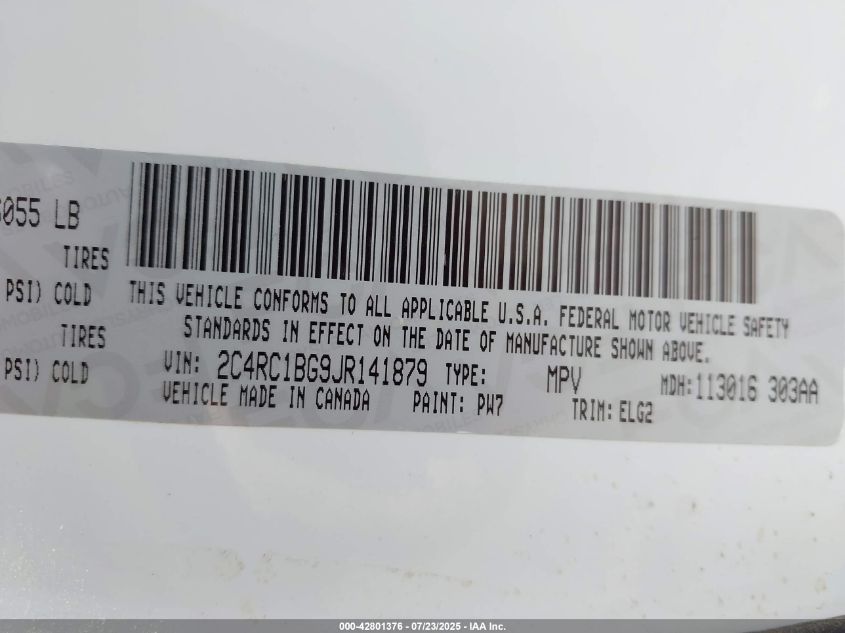 6055 LB
TIRES
PSI) COLD
TIRES
PSI) COLD
THIS VEHICLE CONFORMS TO ALL APPLICABLE U.S.A. FEDERAL MOTOR VEHICLE SAFETY
STANDARDS IN EFFECT ON THE DATE OF MANUFACTURE SHOWN ABOVE.
VIN: 2C4RC1BG9JR141879 TYPE: MPV MDH:113016 303AA
VEHICLE MADE IN CANADA PAINT: PW7 TRIM: ELG2
000-42801376 - 07/23/2025 - IAA Inc.